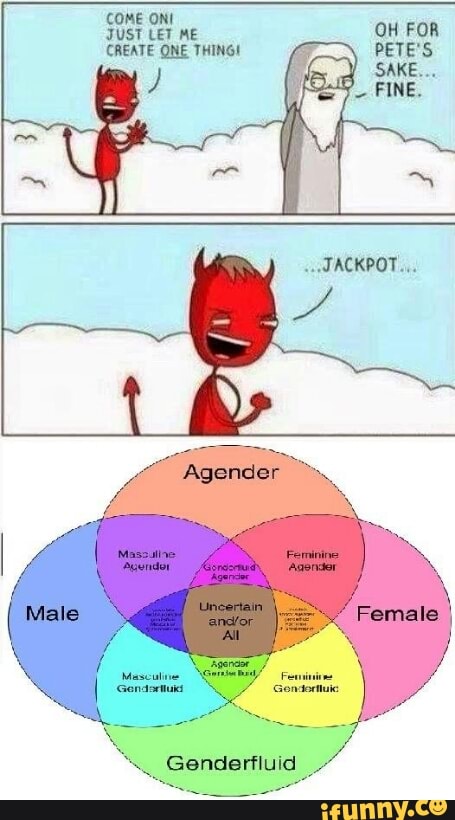 COME ON!
JUST LET ME
CREATE ONE THING!
OH FOR
PETE'S
SAKE...
FINE.
...JACKPOT...
Agender
Masculine
Agender
Genderfluid
Agender
Feminine
Agender
Male
Uncertain
and/or
All
Female
Masculine
Genderfluid
Agender
Genderfluid
Feminine
Genderfluid
Genderfluid
ifunny.co